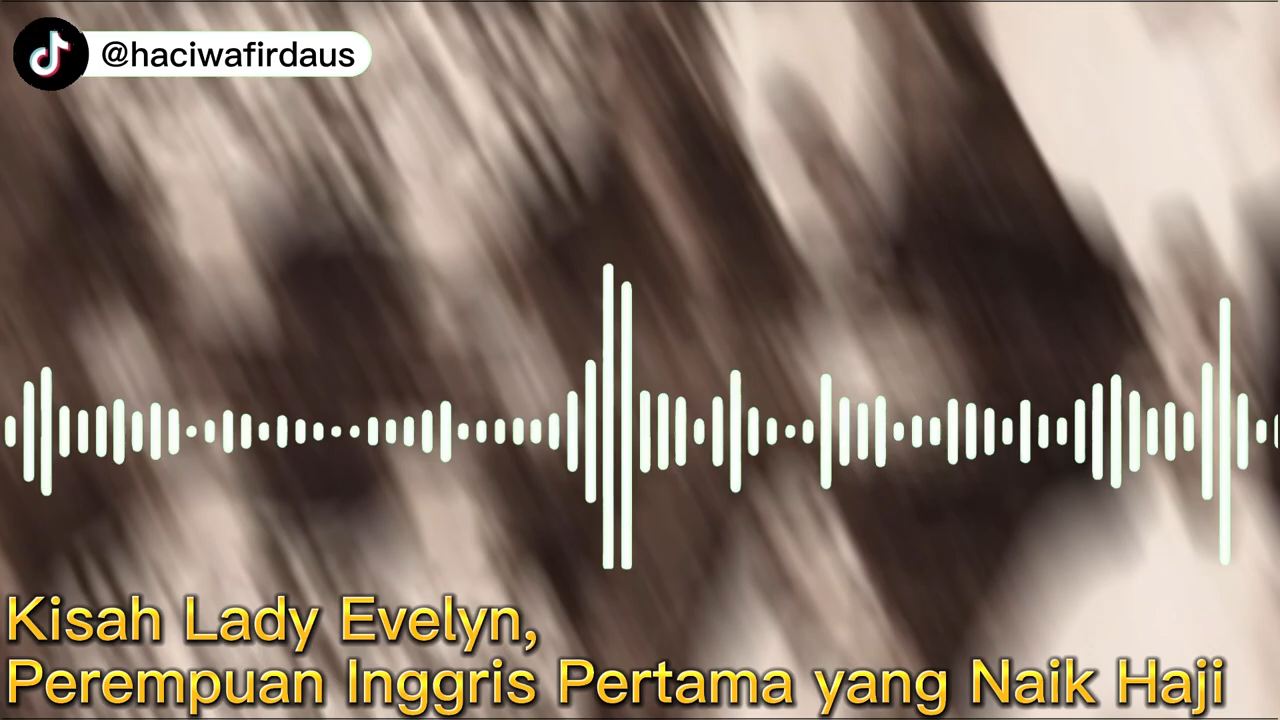 @haciwafirdaus
Kisah Lady Evelyn,
Perempuan Inggris Pertama yang Naik Haji